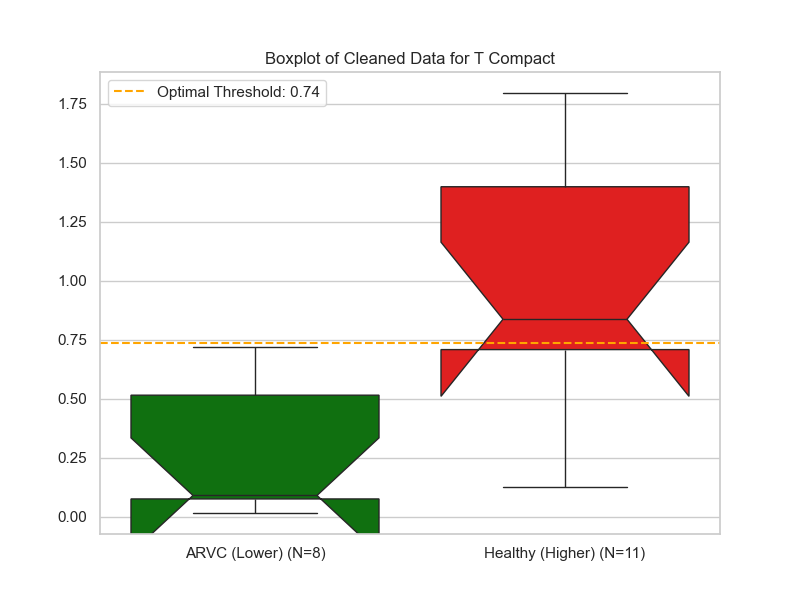 Boxplot of Cleaned Data for T Compact
Optimal Threshold: 0.74
1.75
1.50
1.25
1.00
0.75
0.50
0.25
0.00
ARVC (Lower) (N=8)
Healthy (Higher) (N=11)